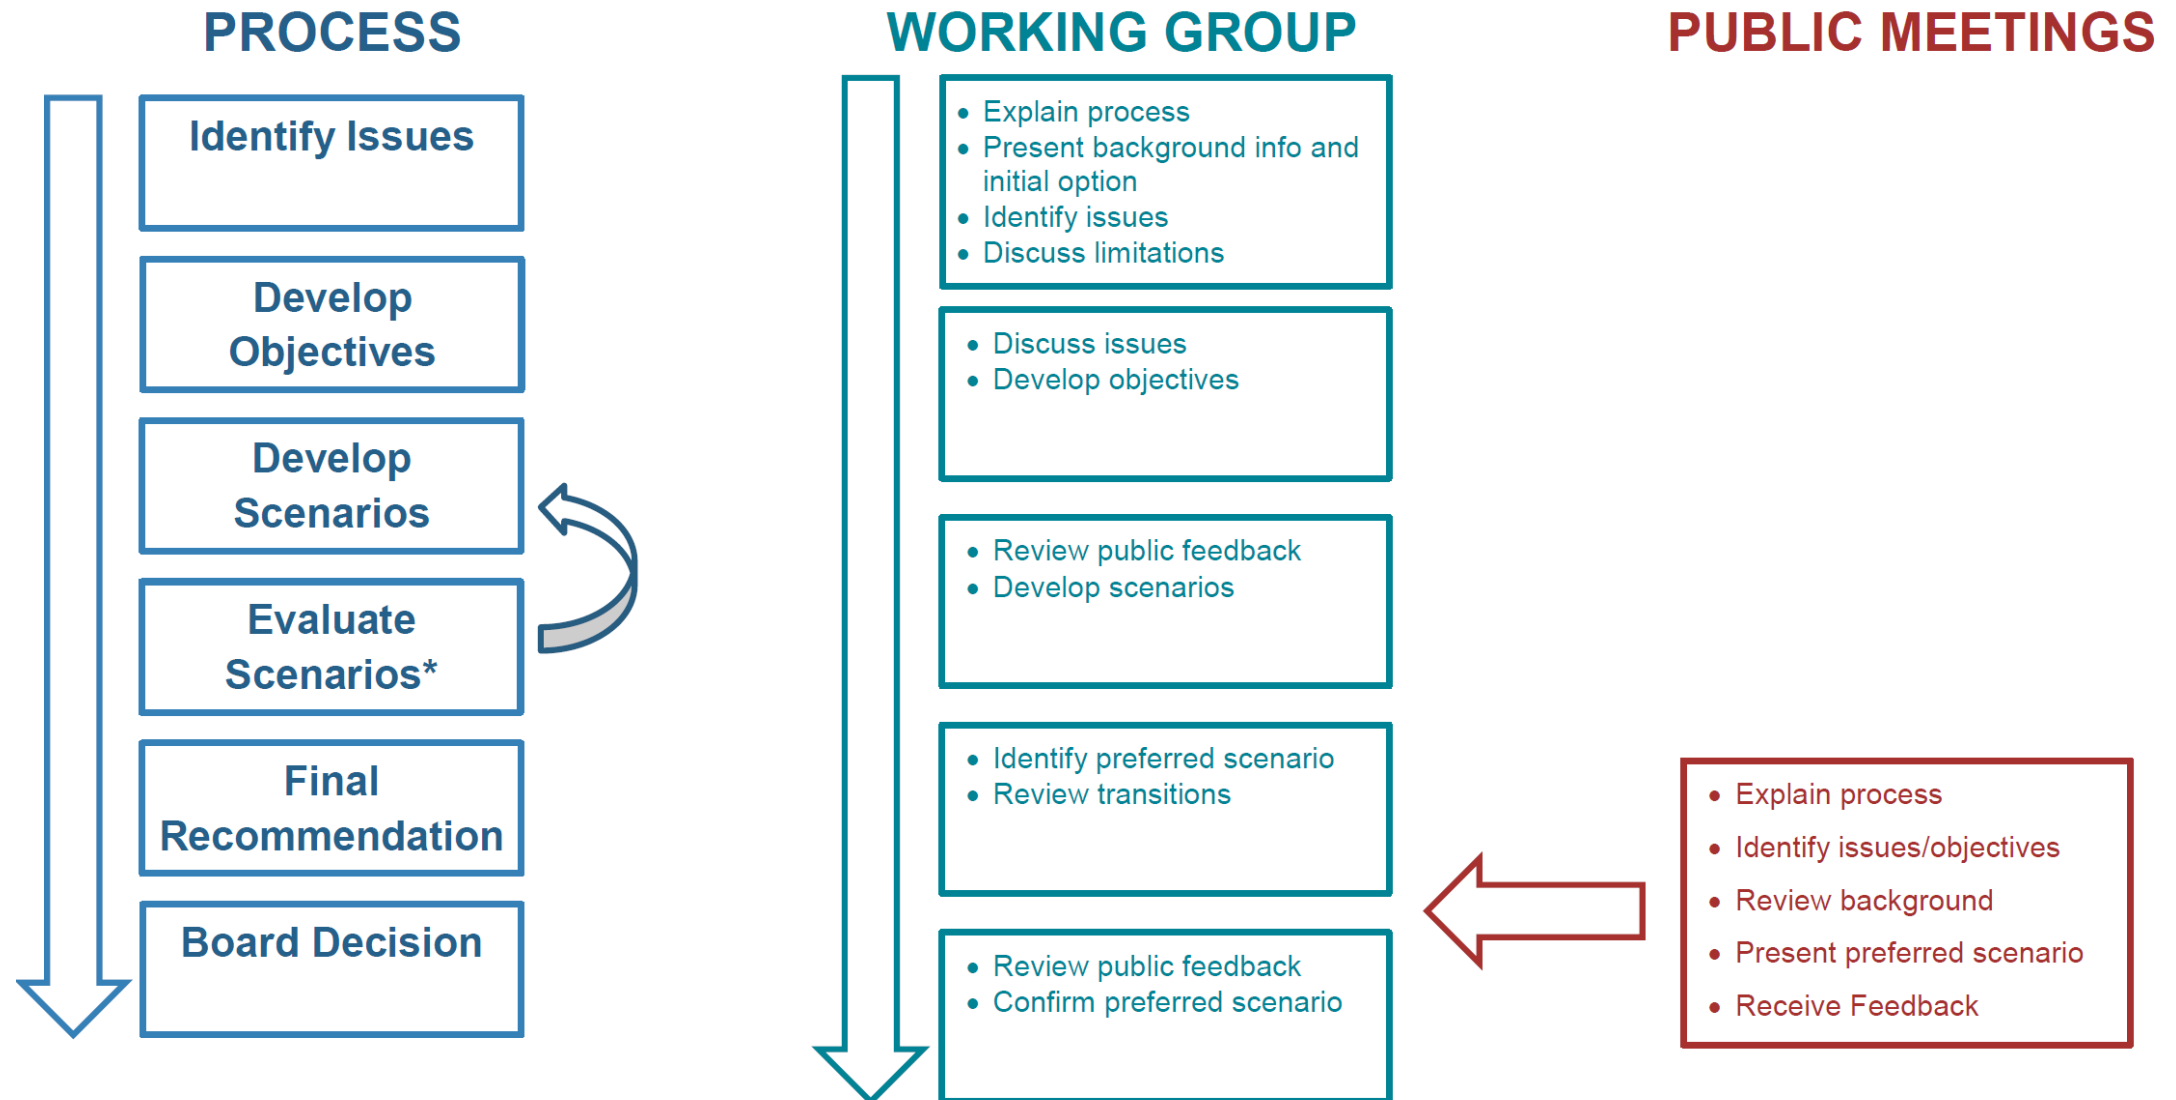 PROCESS
Identify Issues
Develop
Objectives
Develop
Scenarios
Evaluate
Scenarios*
Final
Recommendation
Board Decision
WORKING GROUP
• Explain process
• Present background info and
initial option
• Identify issues
• Discuss limitations
• Discuss issues
• Develop objectives
• Review public feedback
• Develop scenarios
• Identify preferred scenario
• Review transitions
• Review public feedback
• Confirm preferred scenario
PUBLIC MEETINGS
• Explain process
• Identify issues/objectives
• Review background
• Present preferred scenario
• Receive Feedback